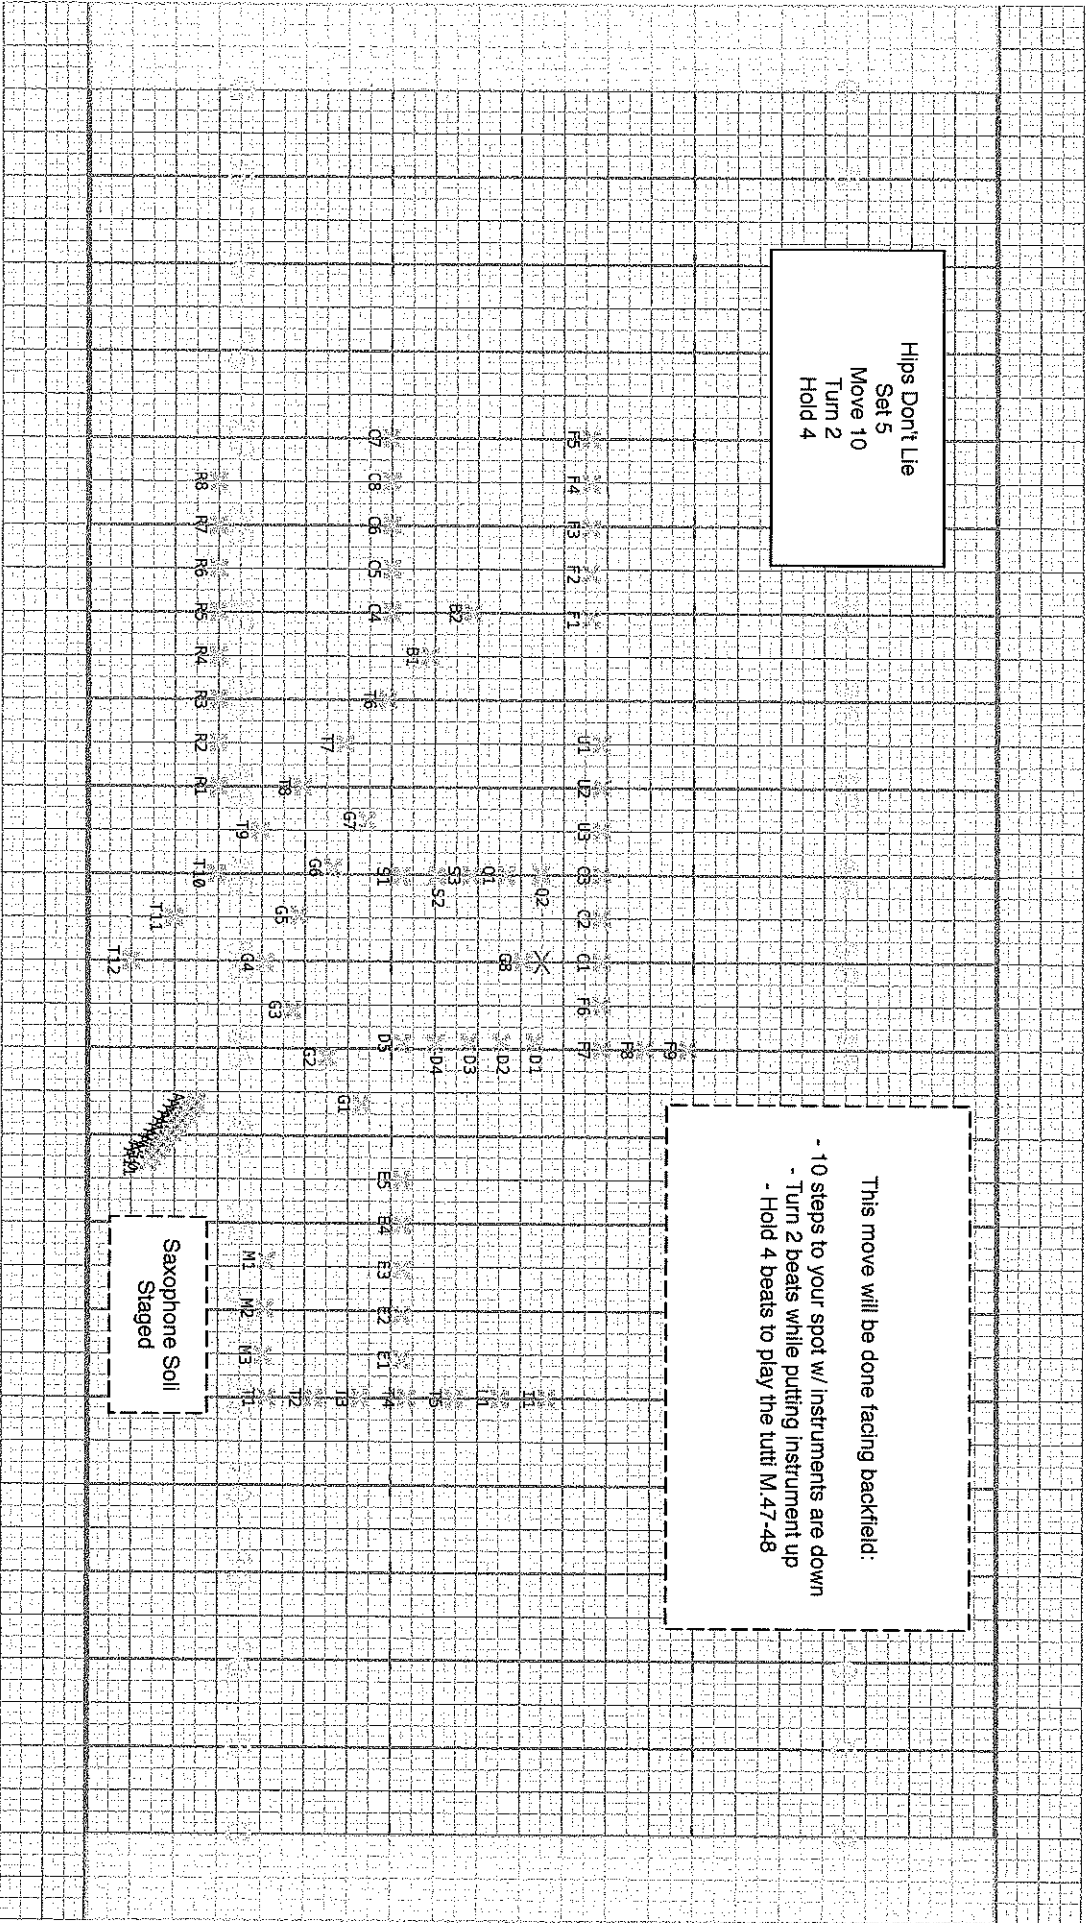 Hips Don't Lie
Set 5
Move 10
Turn 2
Hold 4
This move will be done facing backfield:
- 10 steps to your spot w/ instruments are down
- Turn 2 beats while putting instrument up
- Hold 4 beats to play the tutti M.47-48
F9
F8
F5 F4 F3 F2 F1 U1 U2 U3 C3 C2 C1 F6 F7
D1
G8 D2
B2 S3 D3
S2 D4 T5
B1
C7 C8 C6 C5 C4 T6 S1 D5 E5 E4 E3 E2 E1 T4
G7 G1 T3
T7
G6 G2 T2
T8 G5 G3
T9 G4 M1 M2 M3 T1
R8 R7 R6 R5 R4 R3 R2 R1 T10
T11
T12
Saxophone Soli
Staged